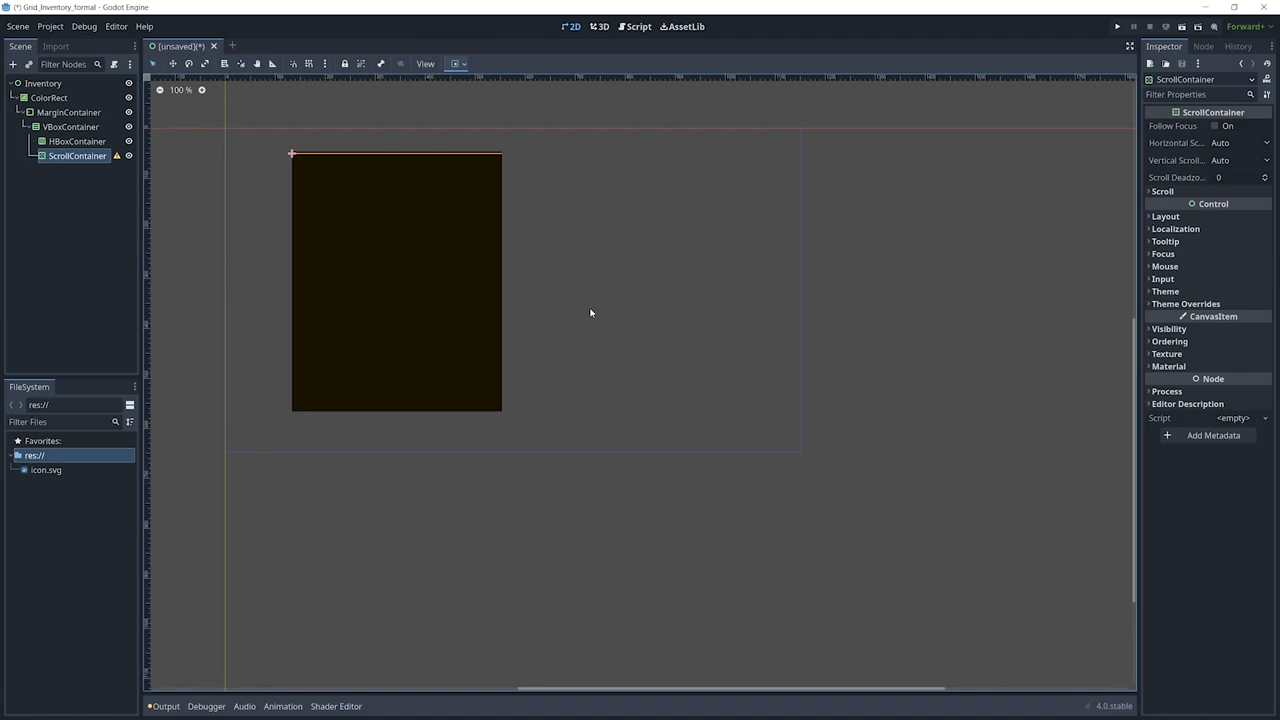 (*) Grid_Inventory_formal - Godot Engine
Scene Project Debug Editor Help
2D 3D Script AssetLib
Forward+
Scene Import
[unsaved](*)
Inspector Node History
Filter Nodes
View
ScrollContainer
Inventory
100 %
Filter Properties
ColorRect
MarginContainer
ScrollContainer
VBoxContainer
Follow Focus On
HBoxContainer
Horizontal Sc... Auto
ScrollContainer
Vertical Scroll... Auto
Scroll Deadzo... 0
Scroll
Control
Layout
Localization
Tooltip
Focus
Mouse
Input
Theme
Theme Overrides
CanvasItem
Visibility
Ordering
Texture
Material
Node
FileSystem
Process
res://
Editor Description
Filter Files
Script <empty>
Favorites:
Add Metadata
res://
icon.svg
Output Debugger Audio Animation Shader Editor
4.0.stable